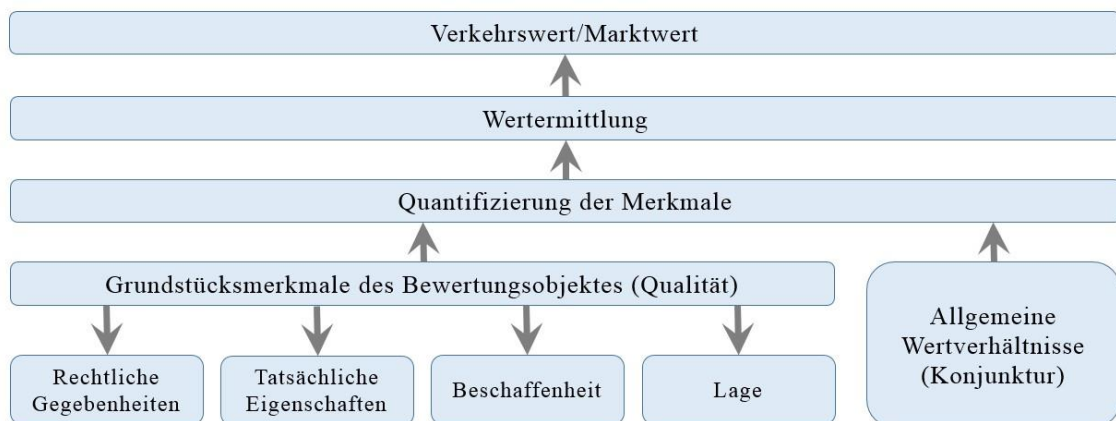 Verkehrswert/Marktwert
Wertermittlung
Quantifizierung der Merkmale
Grundstücksmerkmale des Bewertungsobjektes (Qualität)
Rechtliche
Gegebenheiten
Tatsächliche
Eigenschaften
Beschaffenheit
Lage
Allgemeine
Wertverhältnisse
(Konjunktur)